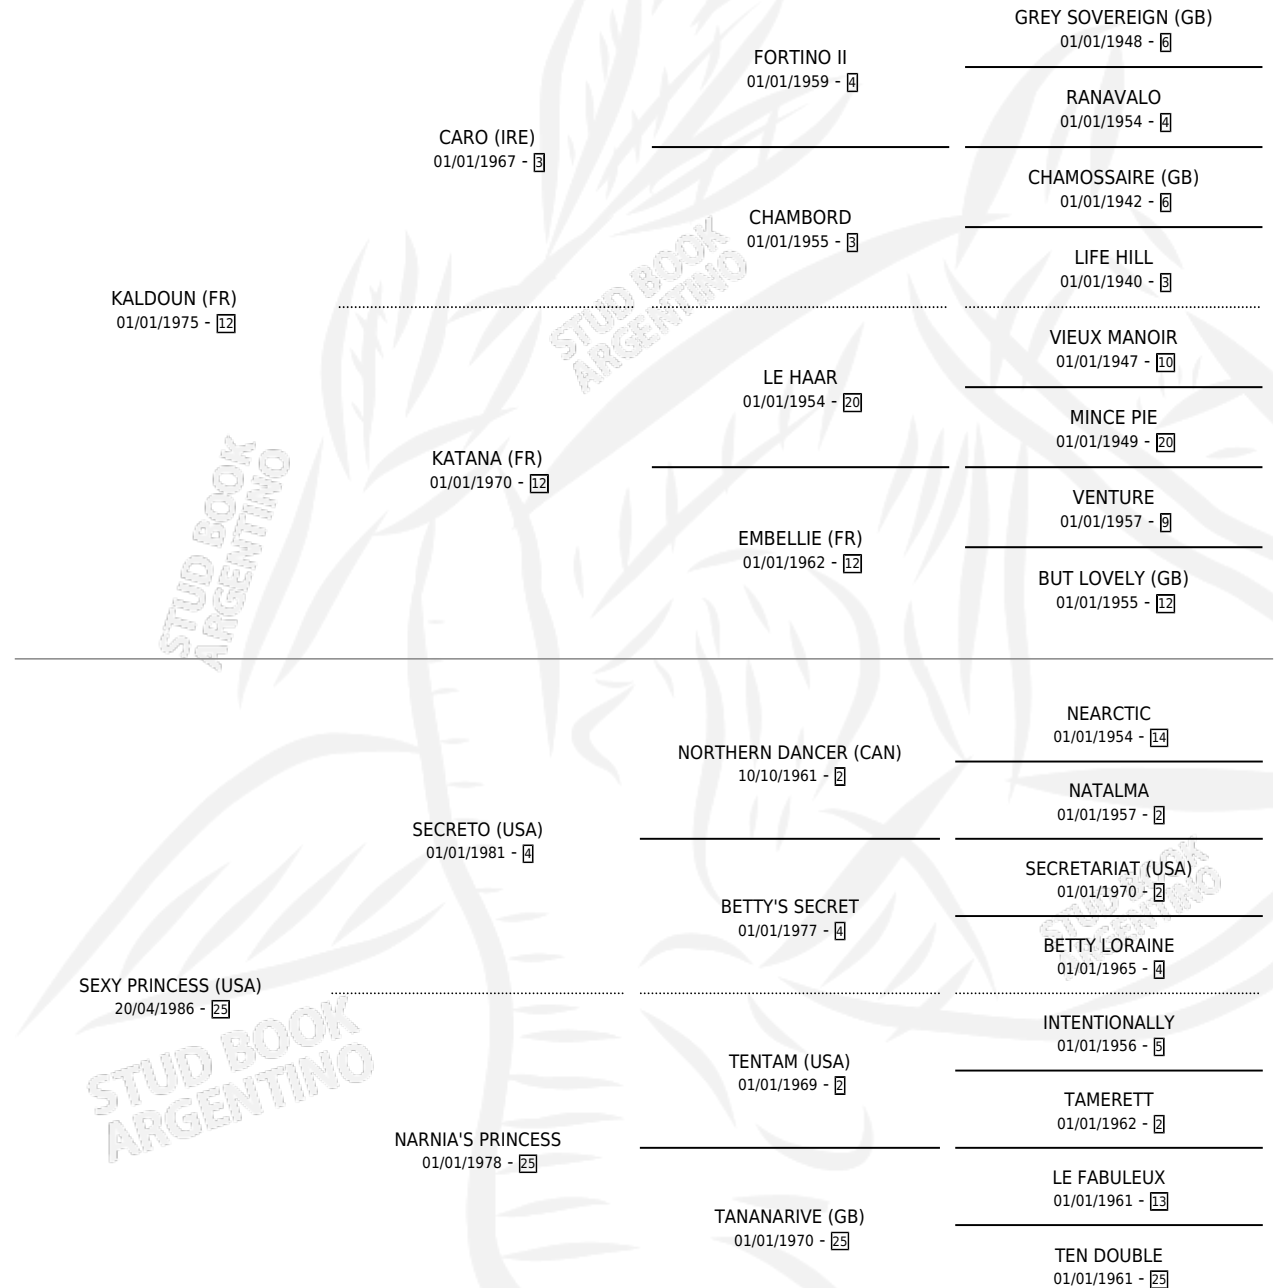 GREY SOVEREIGN (GB)
01/01/1948 - 6
FORTINO II
01/01/1959 - 4
RANAVALO
01/01/1954 - 4
CARO (IRE)
01/01/1967 - 3
CHAMOSSAIRE (GB)
01/01/1942 - 6
CHAMBORD
01/01/1955 - 3
LIFE HILL
01/01/1940 - 3
KALDOUN (FR)
01/01/1975 - 12
STUD BOOK
ARGENTINO
VIEUX MANOIR
01/01/1947 - 10
LE HAAR
01/01/1954 - 20
MINCE PIE
01/01/1949 - 20
KATANA (FR)
01/01/1970 - 12
VENTURE
01/01/1957 - 9
EMBELLIE (FR)
01/01/1962 - 12
BUT LOVELY (GB)
01/01/1955 - 12
STUD BOOK
ARGENTINO
NEARCTIC
01/01/1954 - 14
NORTHERN DANCER (CAN)
10/10/1961 - 2
NATALMA
01/01/1957 - 2
SECRETO (USA)
01/01/1981 - 4
SECRETARIAT (USA)
01/01/1970 - 2
BETTY'S SECRET
01/01/1977 - 4
STUD BOOK
ARGENTINO
BETTY LORAINE
01/01/1965 - 4
SEXY PRINCESS (USA)
20/04/1986 - 25
STUD BOOK
ARGENTINO
INTENTIONALLY
01/01/1956 - 5
TENTAM (USA)
01/01/1969 - 2
TAMERETT
01/01/1962 - 2
NARNIA'S PRINCESS
01/01/1978 - 25
LE FABULEUX
01/01/1961 - 13
TANANARIVE (GB)
01/01/1970 - 25
TEN DOUBLE
01/01/1961 - 25